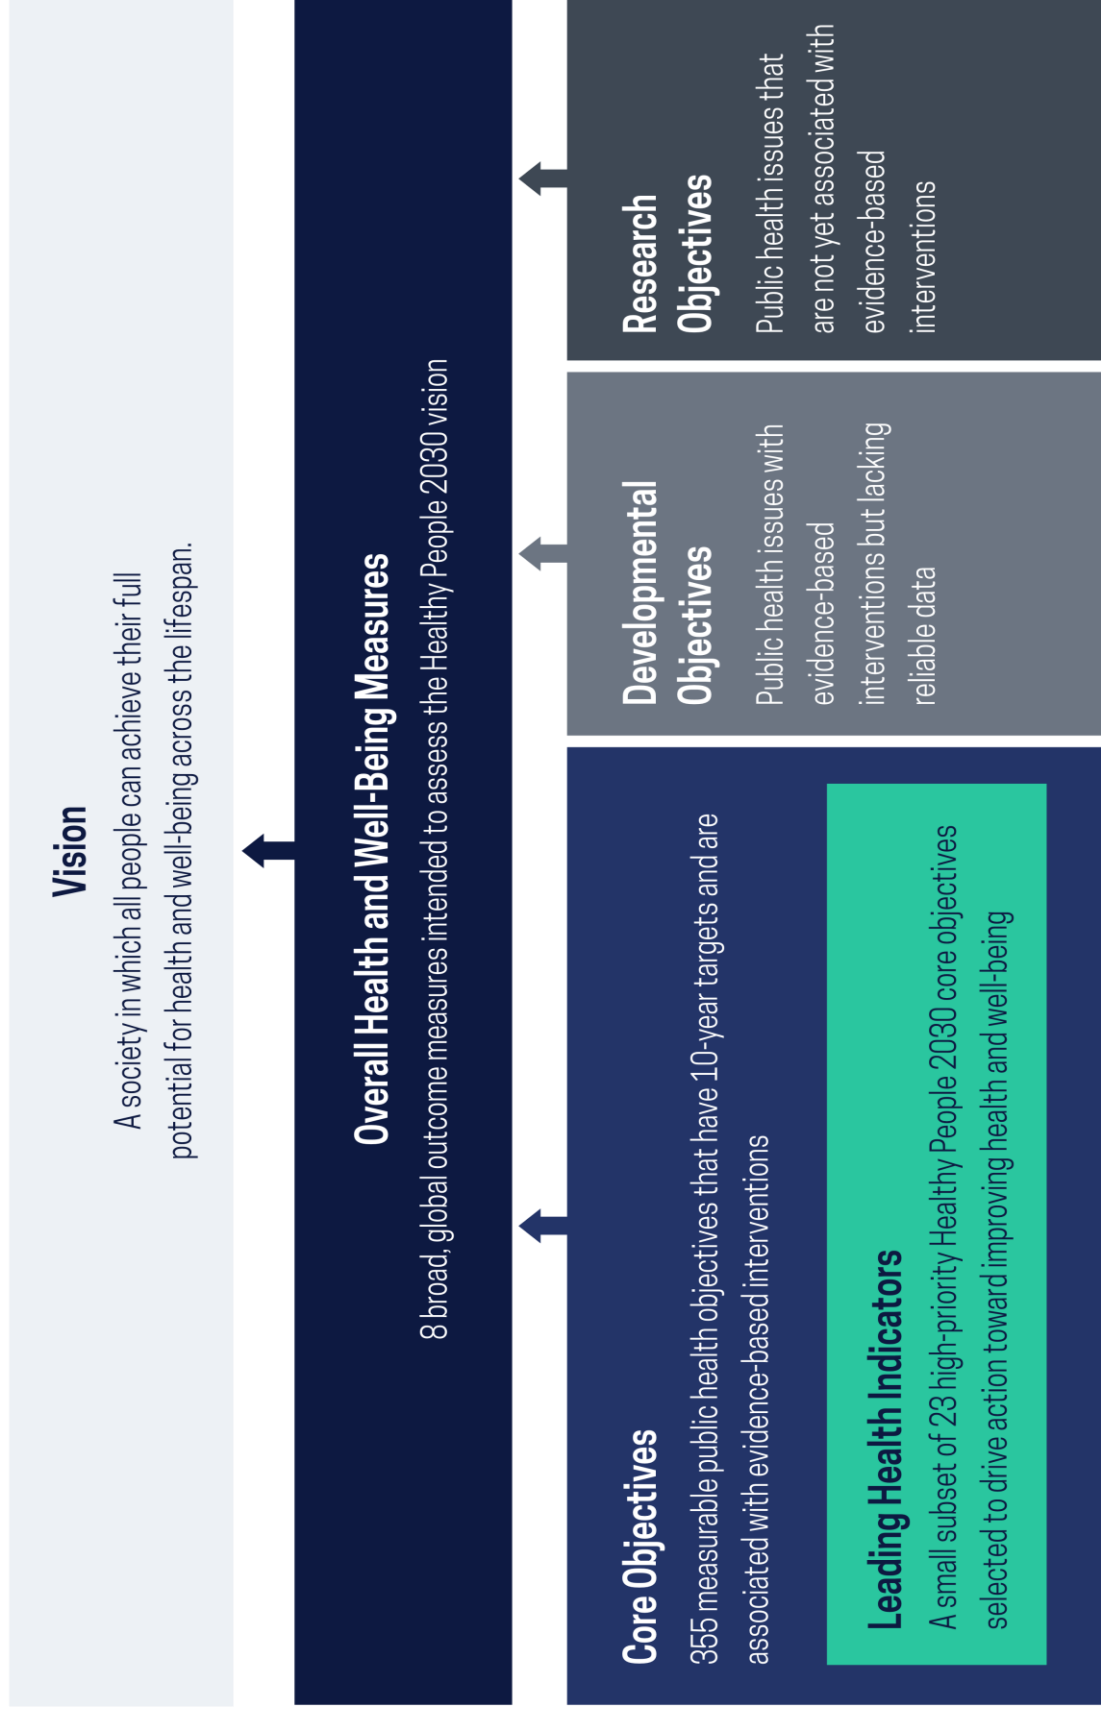 Vision
A society in which all people can achieve their full
potential for health and well-being across the lifespan.
Overall Health and Well-Being Measures
8 broad, global outcome measures intended to assess the Healthy People 2030 vision
Core Objectives
355 measurable public health objectives that have 10-year targets and are
associated with evidence-based interventions
Leading Health Indicators
A small subset of 23 high-priority Healthy People 2030 core objectives
selected to drive action toward improving health and well-being
Developmental
Objectives
Public health issues with
evidence-based
interventions but lacking
reliable data
Research
Objectives
Public health issues that
are not yet associated with
evidence-based
interventions